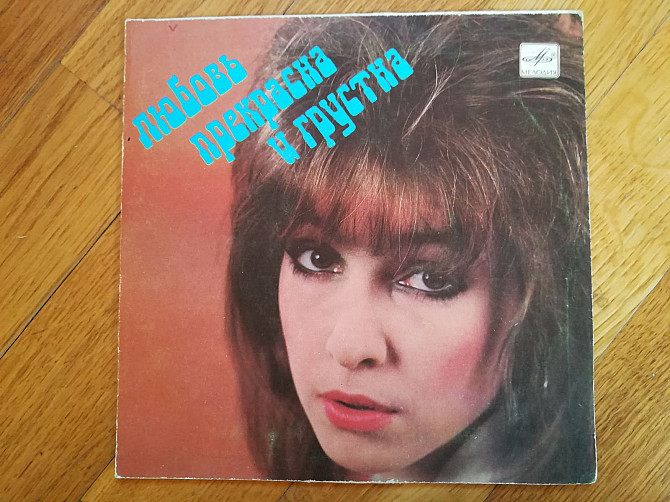 Любовь
прекрасна
и грустна
МЕЛОДИЯ